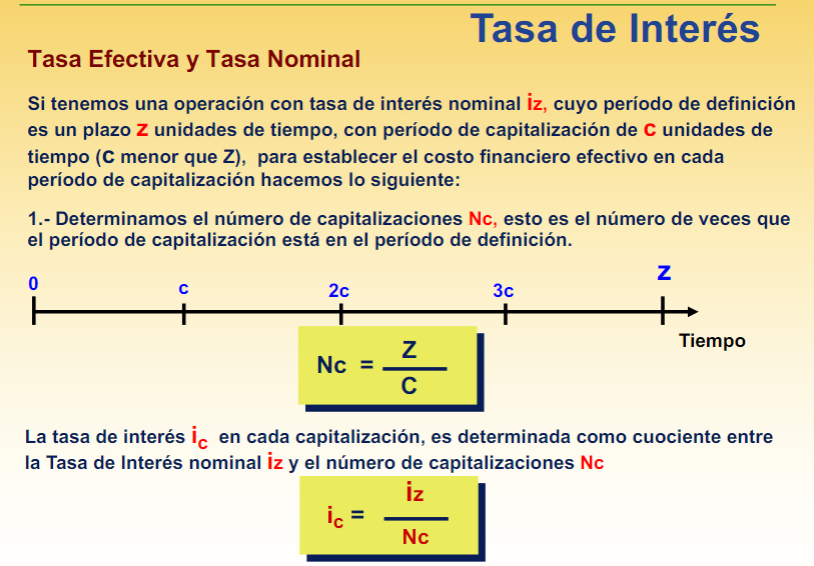 Tasa de Interés
Tasa Efectiva y Tasa Nominal
Si tenemos una operación con tasa de interés nominal iz, cuyo período de definición
es un plazo Z unidades de tiempo, con período de capitalización de C unidades de
tiempo (C menor que Z), para establecer el costo financiero efectivo en cada
período de capitalización hacemos lo siguiente:
1.- Determinamos el número de capitalizaciones Nc, esto es el número de veces que
el período de capitalización está en el período de definición.
0 c 2c 3c Z
Tiempo
Nc = Z / C
La tasa de interés ic en cada capitalización, es determinada como cuociente entre
la Tasa de Interés nominal iz y el número de capitalizaciones Nc
ic = iz / Nc